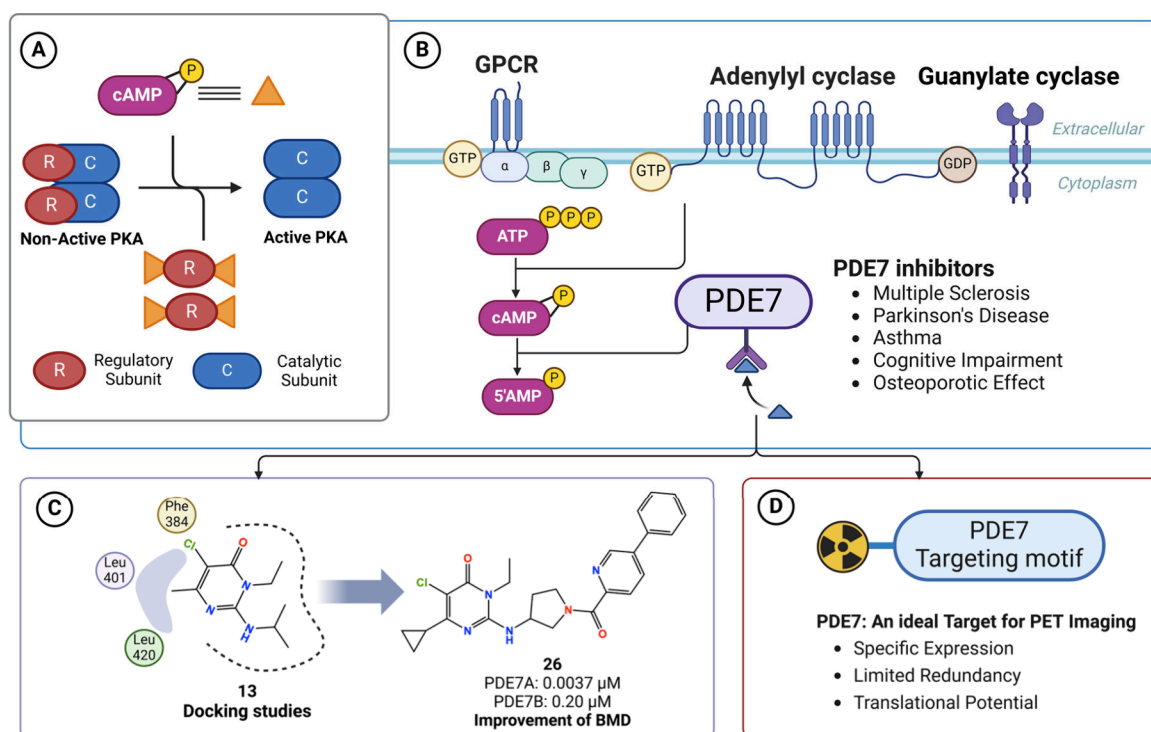 A
P
cAMP
R
C
R
C
Non-Active PKA
C
C
Active PKA
R
R
R
Regulatory
Subunit
C
Catalytic
Subunit
B
GPCR
Adenylyl cyclase
Guanylate cyclase
Extracellular
Cytoplasm
GTP
α
β
γ
GTP
GDP
ATP
P P P
cAMP
P
5'AMP
P
PDE7
PDE7 inhibitors
• Multiple Sclerosis
• Parkinson's Disease
• Asthma
• Cognitive Impairment
• Osteoporotic Effect
C
Phe
384
Leu
401
Leu
420
Cl
O
N
N
N
H
13
Docking studies
Cl
O
N
N
N
H
N
O
N
26
PDE7A: 0.0037 µM
PDE7B: 0.20 µM
Improvement of BMD
D
PDE7
Targeting motif
PDE7: An ideal Target for PET Imaging
• Specific Expression
• Limited Redundancy
• Translational Potential